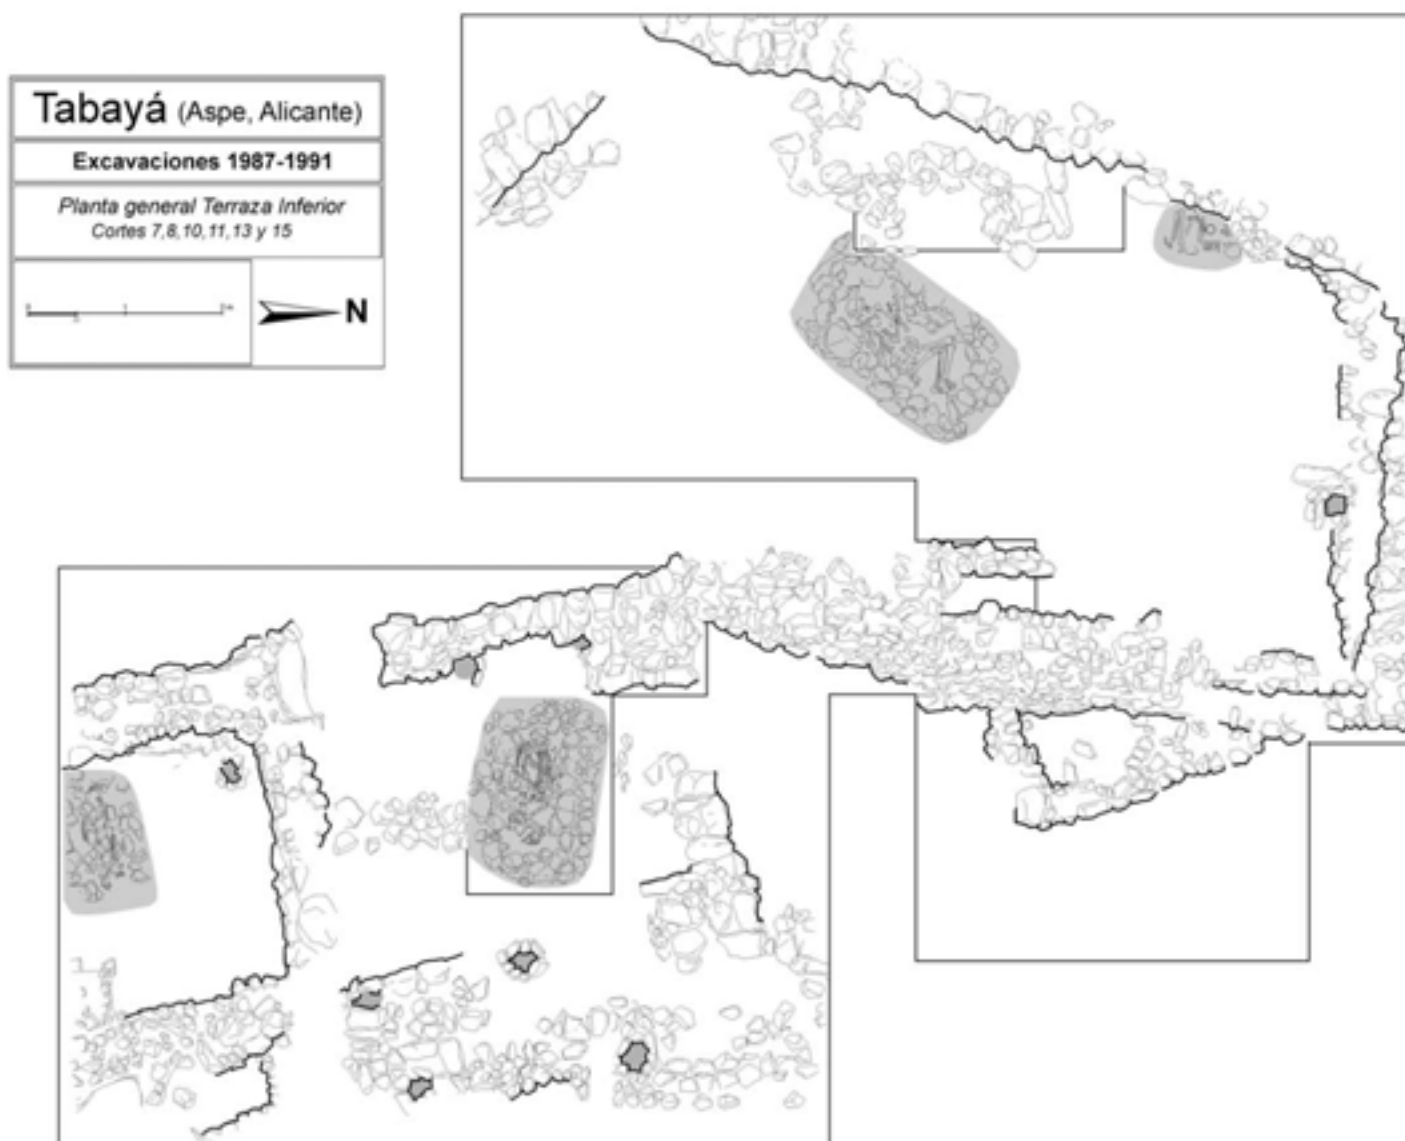 Tabayá (Aspe, Alicante)
Excavaciones 1987-1991
Planta general Terraza Inferior
Cortes 7,8,10,11,13 y 15
N